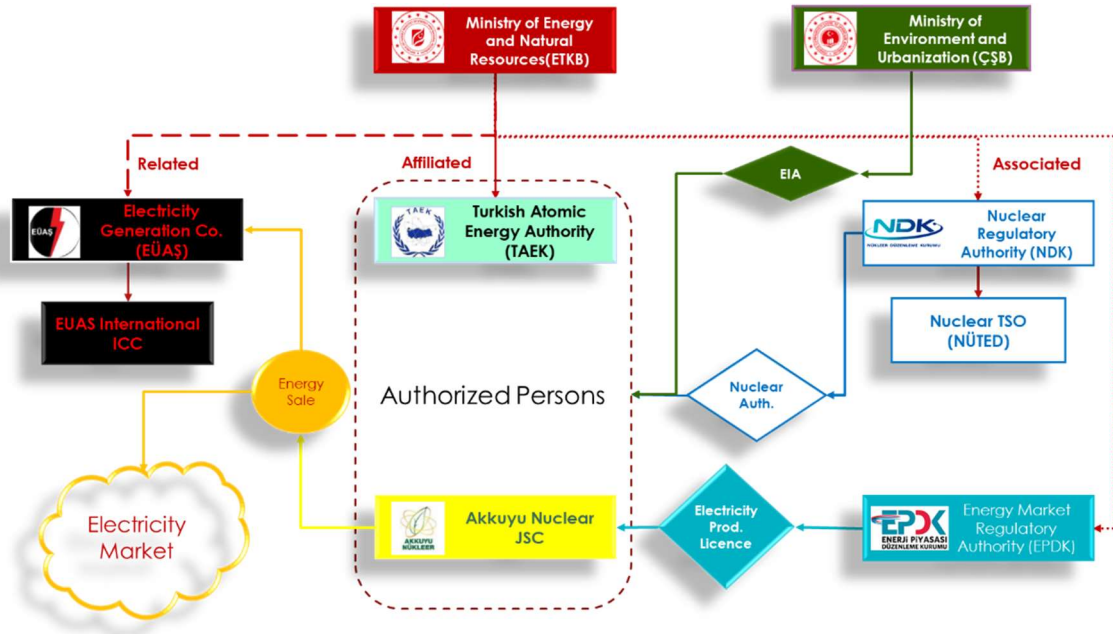 Ministry of Energy
and Natural
Resources(ETKB)
Ministry of
Environment and
Urbanization (ÇŞB)
Related
Affiliated
Associated
EIA
EÜAŞ
Electricity
Generation Co.
(EÜAŞ)
TAEK
Turkish Atomic
Energy Authority
(TAEK)
NDK
NÜKLEER DÜZENLEME KURUMU
Nuclear
Regulatory
Authority (NDK)
EUAS International
ICC
Nuclear TSO
(NÜTED)
Energy
Sale
Authorized Persons
Nuclear
Auth.
Electricity
Market
AKKUYU
NÜKLEER
Akkuyu Nuclear
JSC
Electricity
Prod.
Licence
EPDK
ENERJİ PİYASASI
DÜZENLEME KURUMU
Energy Market
Regulatory
Authority (EPDK)